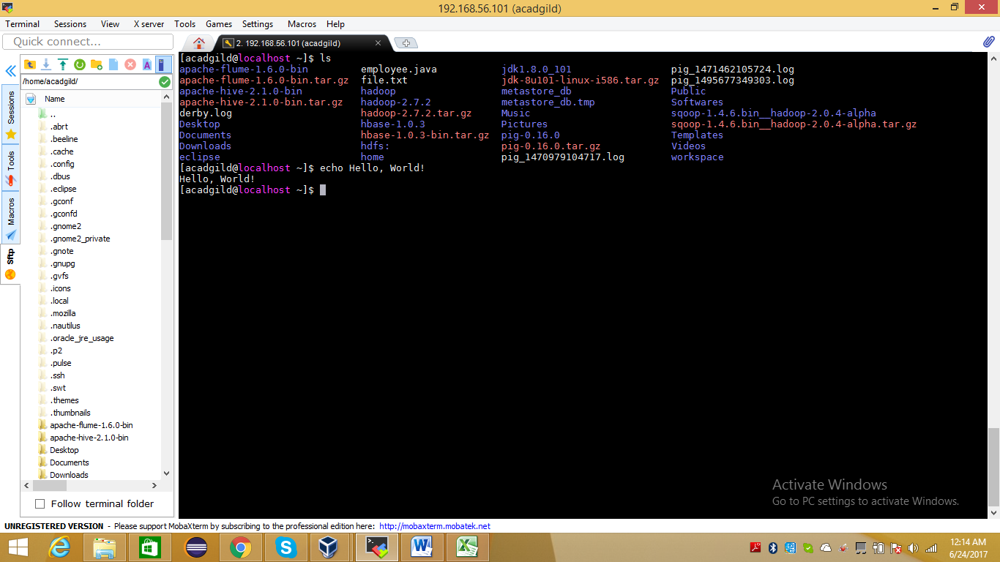 192.168.56.101 (acadgild)
Terminal Sessions View X server Tools Games Settings Macros Help
Quick connect...
2. 192.168.56.101 (acadgild)
/home/acadgild/
Name
..
.abrt
.beeline
.cache
.config
.dbus
.eclipse
.gconf
.gconfd
.gnome2
.gnome2_private
.gnote
.gnupg
.gvfs
.icons
.local
.mozilla
.nautilus
.oracle_jre_usage
.p2
.pulse
.ssh
.swt
.themes
.thumbnails
apache-flume-1.6.0-bin
apache-hive-2.1.0-bin
Desktop
Documents
Downloads
Follow terminal folder
Sessions
Tools
Macros
Sftp
[acadgild@localhost ~]$ ls
apache-flume-1.6.0-bin employee.java jdk1.8.0_101 pig_1471462105724.log
apache-flume-1.6.0-bin.tar.gz file.txt jdk-8u101-linux-i586.tar.gz pig_1495677349303.log
apache-hive-2.1.0-bin hadoop metastore_db Public
apache-hive-2.1.0-bin.tar.gz hadoop-2.7.2 metastore_db.tmp Softwares
derby.log hadoop-2.7.2.tar.gz Music sqoop-1.4.6.bin__hadoop-2.0.4-alpha
Desktop hbase-1.0.3 Pictures sqoop-1.4.6.bin__hadoop-2.0.4-alpha.tar.gz
Documents hbase-1.0.3-bin.tar.gz pig-0.16.0 Templates
Downloads hdfs: pig-0.16.0.tar.gz Videos
eclipse home pig_1470979104717.log workspace
[acadgild@localhost ~]$ echo Hello, World!
Hello, World!
[acadgild@localhost ~]$
Activate Windows
Go to PC settings to activate Windows.
UNREGISTERED VERSION - Please support MobaXterm by subscribing to the professional edition here: http://mobaxterm.mobatek.net
12:14 AM
6/24/2017